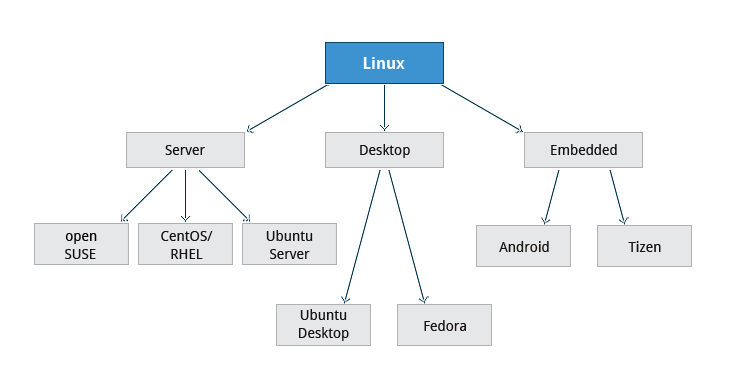 Linux
Server
Desktop
Embedded
open
SUSE
CentOS/
RHEL
Ubuntu
Server
Android
Tizen
Ubuntu
Desktop
Fedora